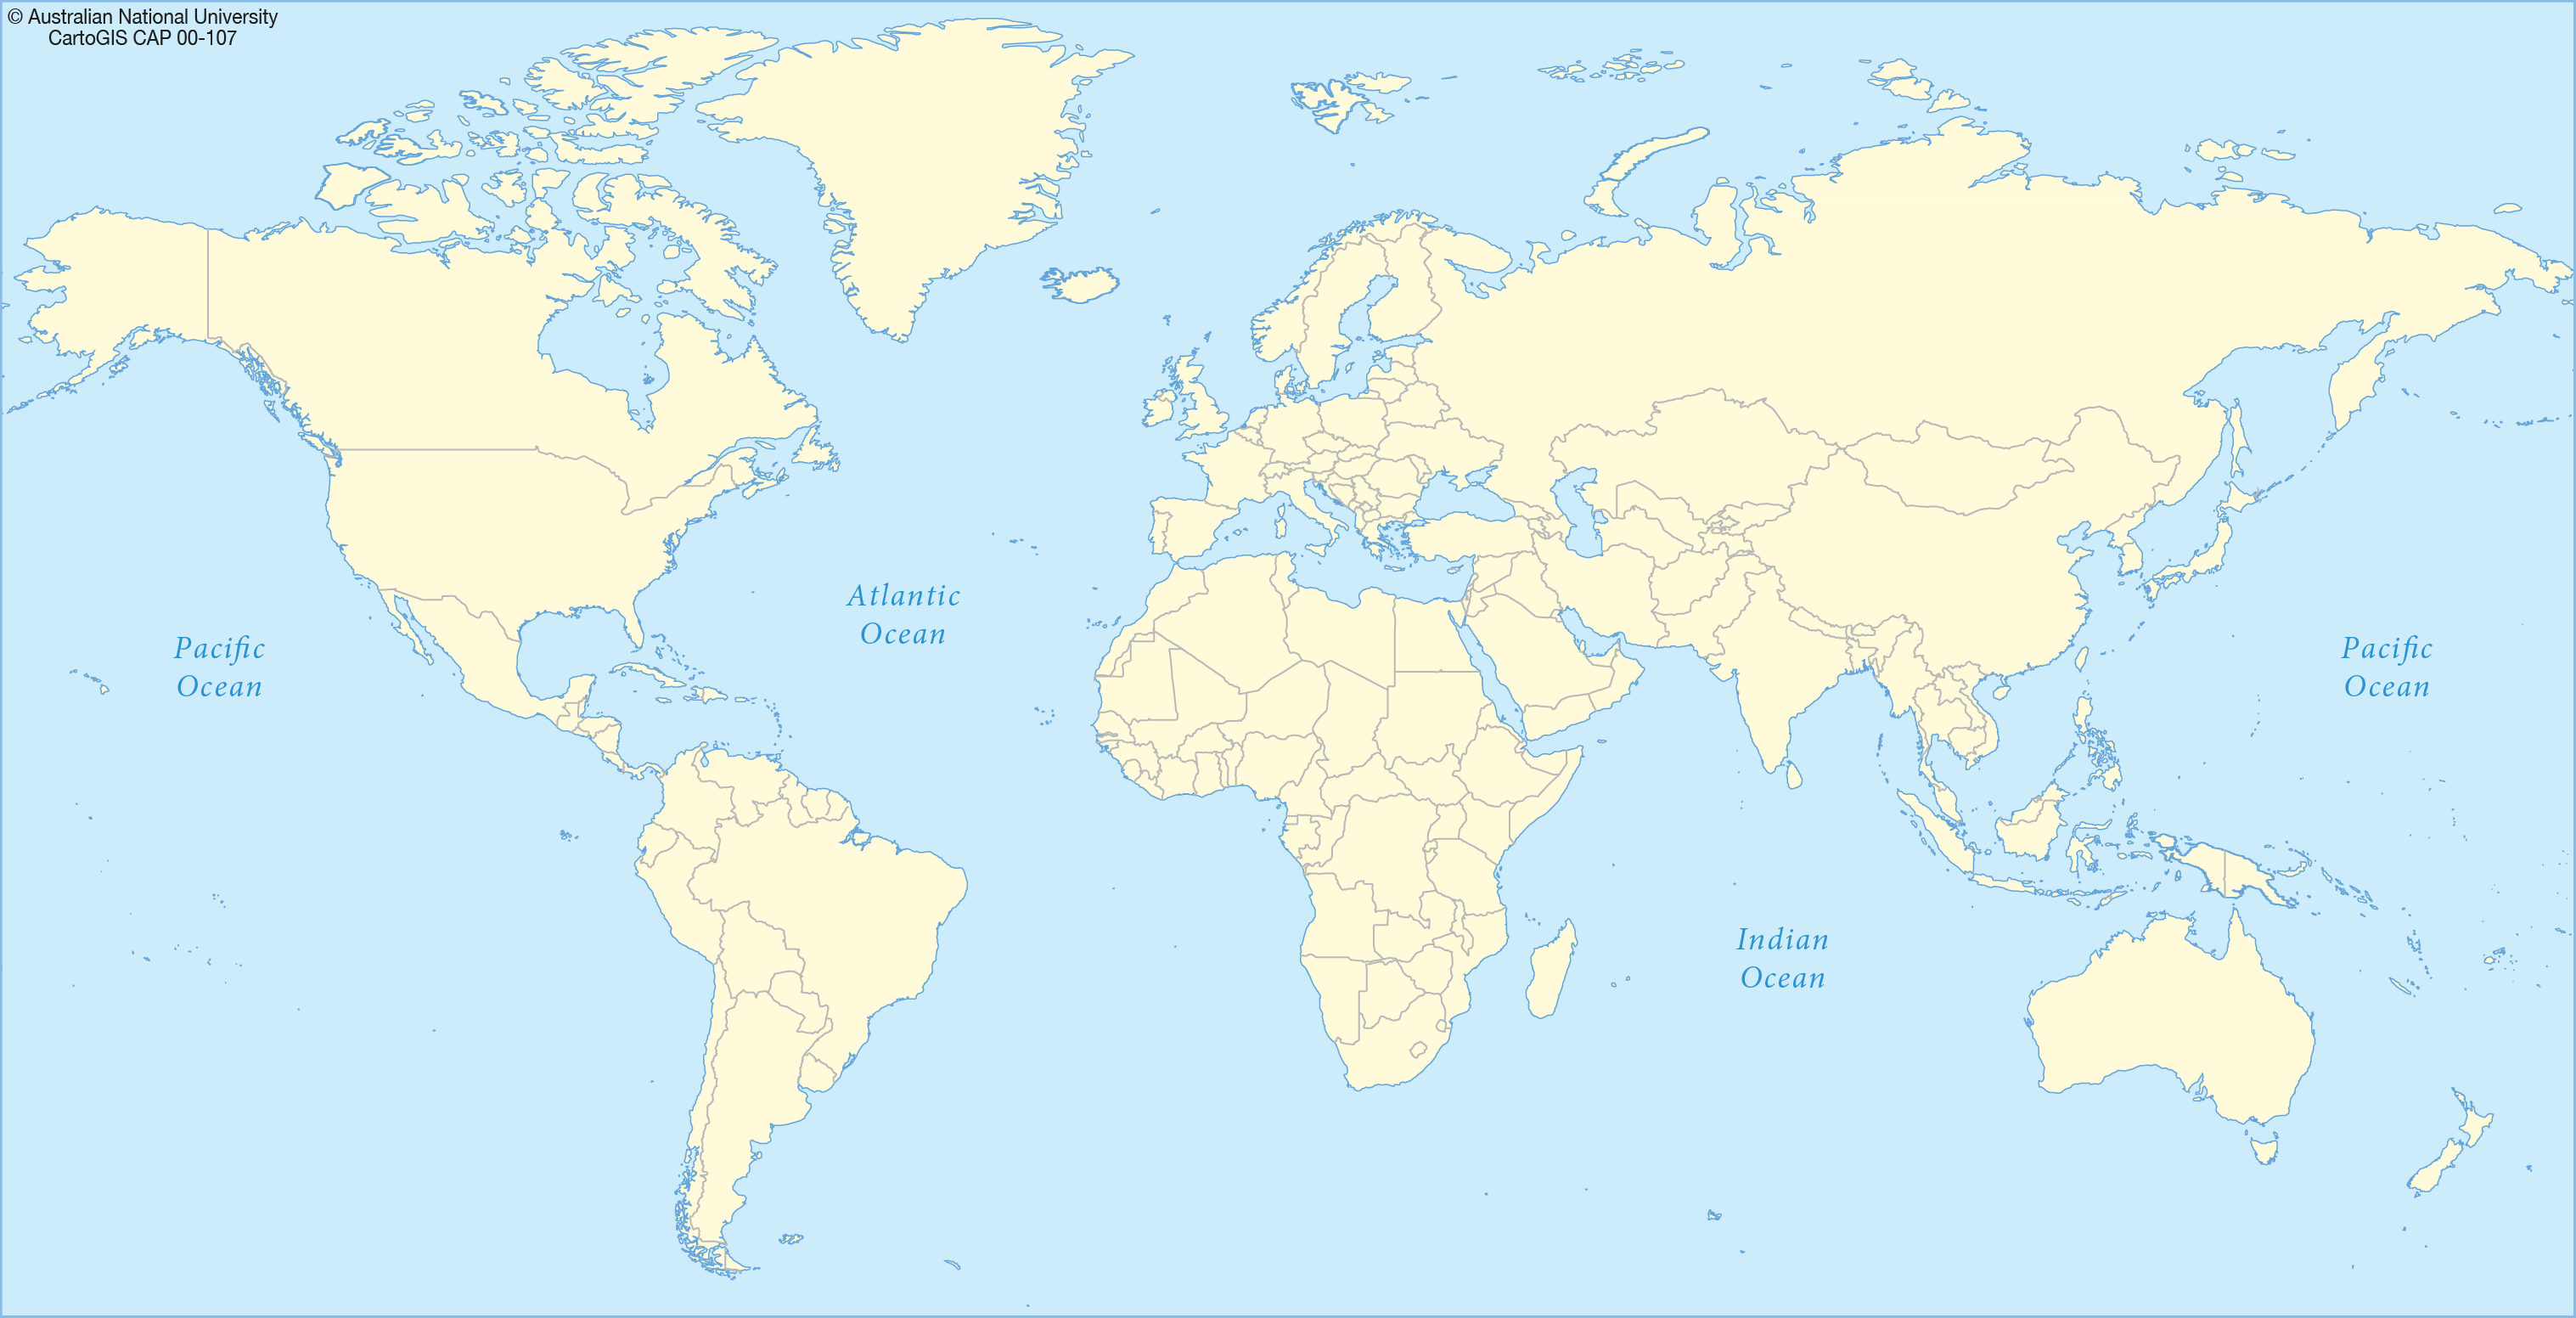 © Australian National University
CartoGIS CAP 00-107
Atlantic
Ocean
Pacific
Ocean
Pacific
Ocean
Indian
Ocean